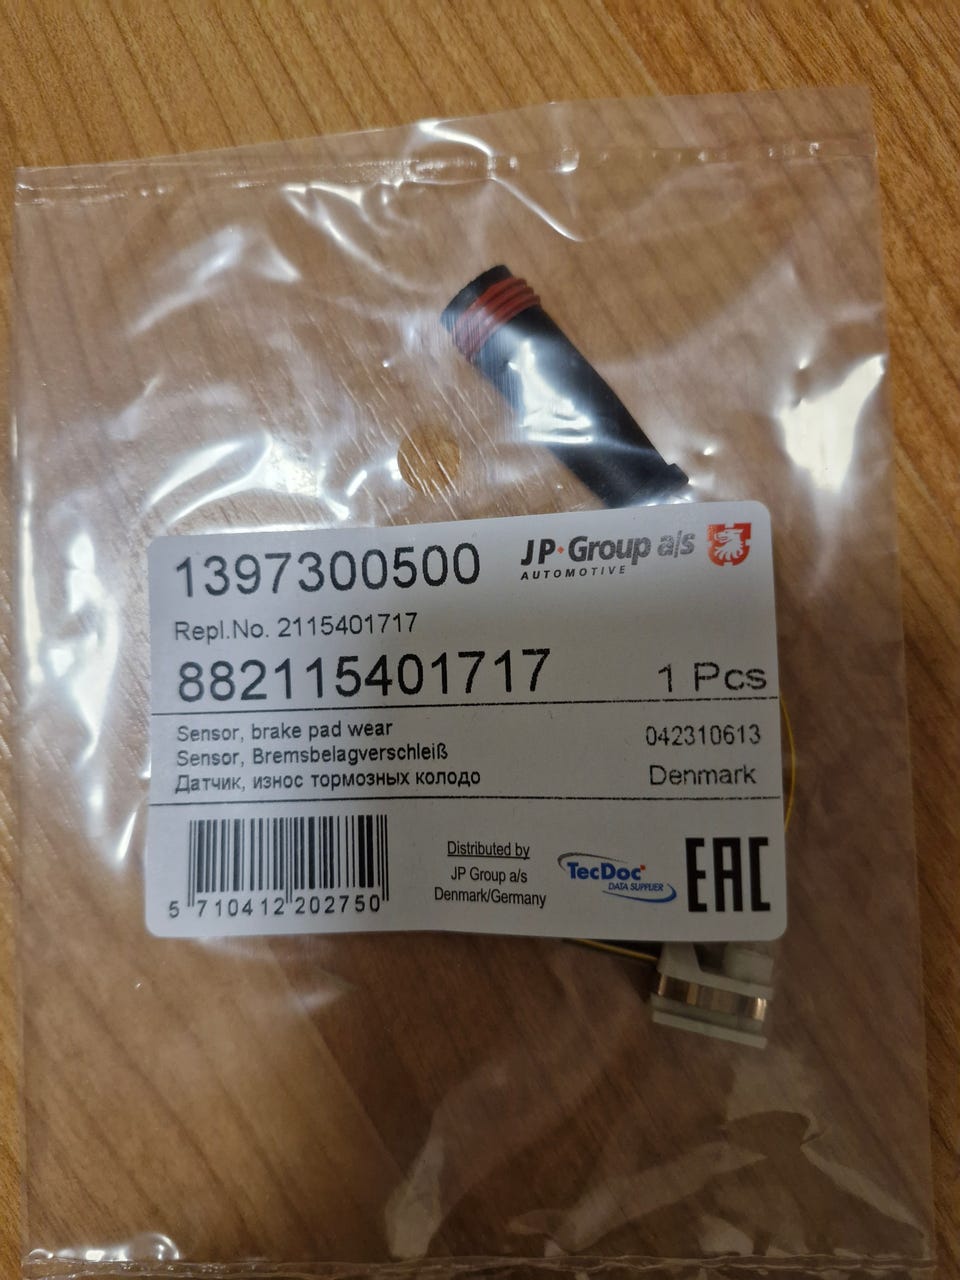 1397300500
JP Group a/s
AUTOMOTIVE
Repl.No. 2115401717
882115401717
1 Pcs
Sensor, brake pad wear
042310613
Sensor, Bremsbelagverschleiß
Датчик, износ тормозных колодо
Denmark
5 710412 202750
Distributed by
JP Group a/s
Denmark/Germany
TecDoc
DATA SUPPLIER
EAC